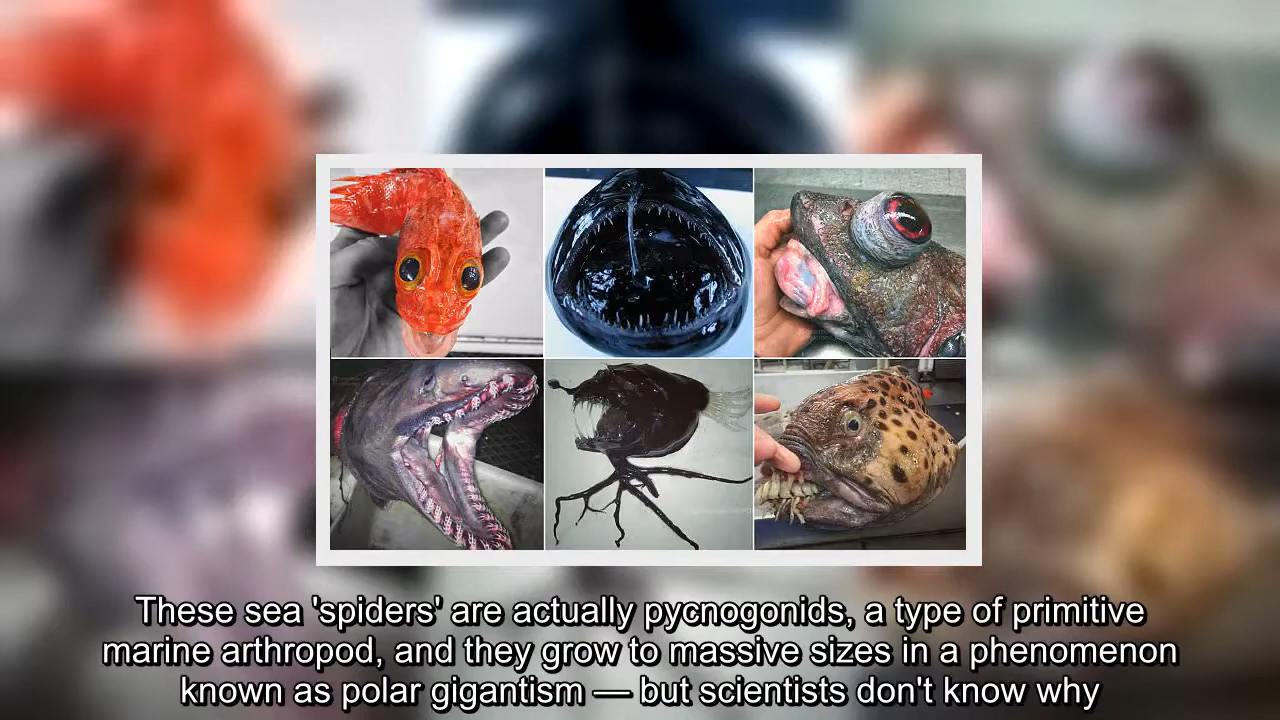 These sea 'spiders' are actually pycnogonids, a type of primitive
marine arthropod, and they grow to massive sizes in a phenomenon
known as polar gigantism — but scientists don't know why